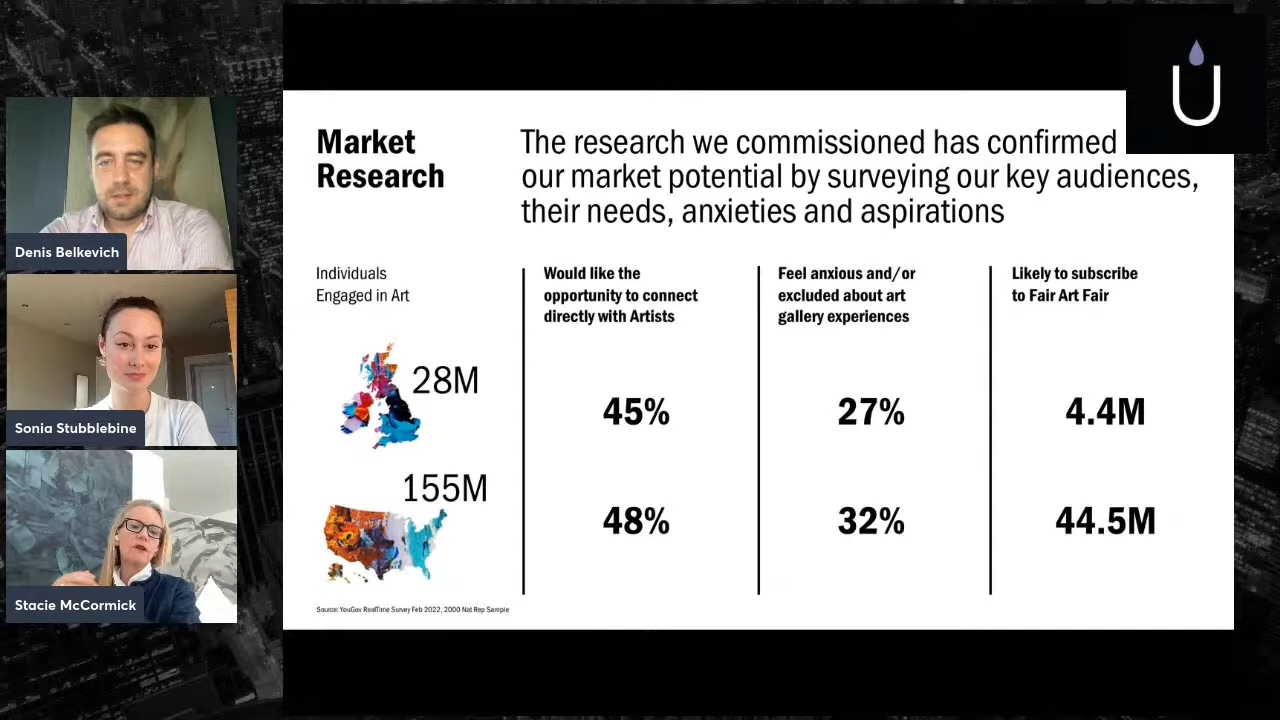 Denis Belkevich
Sonia Stubblebine
Stacie McCormick
Market
Research
The research we commissioned has confirmed
our market potential by surveying our key audiences,
their needs, anxieties and aspirations
Individuals
Engaged in Art
28M
155M
Would like the
opportunity to connect
directly with Artists
45%
48%
Feel anxious and/or
excluded about art
gallery experiences
27%
32%
Likely to subscribe
to Fair Art Fair
4.4M
44.5M
Source: YouGov RealTime Survey Feb 2022, 2000 Nat Rep Sample
U